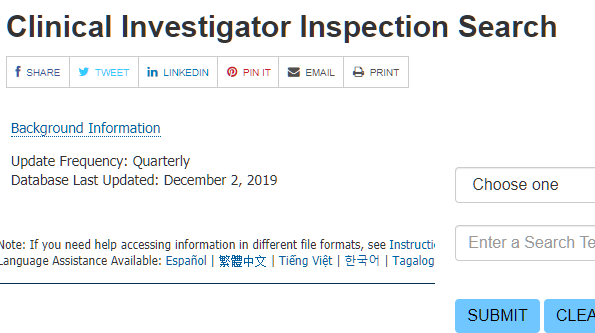 Clinical Investigator Inspection Search
SHARE TWEET LINKEDIN PIN IT EMAIL PRINT
Background Information
Update Frequency: Quarterly
Database Last Updated: December 2, 2019
Choose one
Enter a Search Te
Note: If you need help accessing information in different file formats, see Instructi
Language Assistance Available: Español | 繁體中文 | Tiếng Việt | 한국어 | Tagalog
SUBMIT CLEA